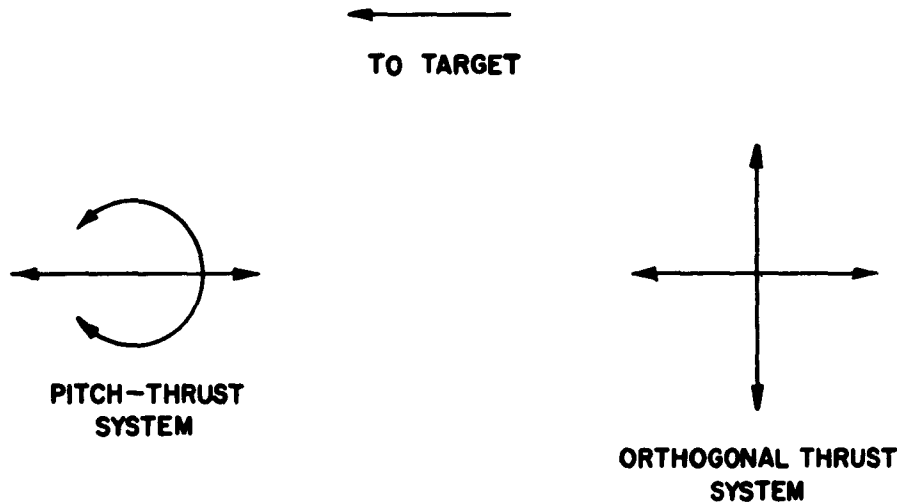 TO TARGET
PITCH-THRUST
SYSTEM
ORTHOGONAL THRUST
SYSTEM